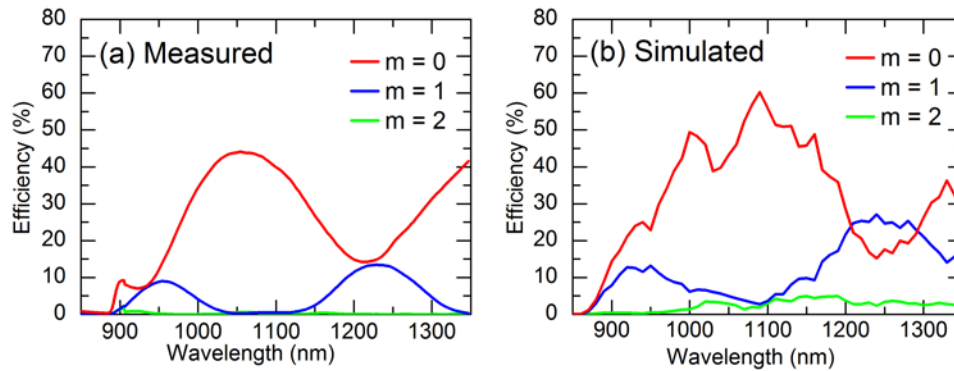 (a) Measured
m = 0
m = 1
m = 2
Efficiency (%)
80
70
60
50
40
30
20
10
0
900 1000 1100 1200 1300
Wavelength (nm)
(b) Simulated
m = 0
m = 1
m = 2
Efficiency (%)
80
70
60
50
40
30
20
10
0
900 1000 1100 1200 1300
Wavelength (nm)